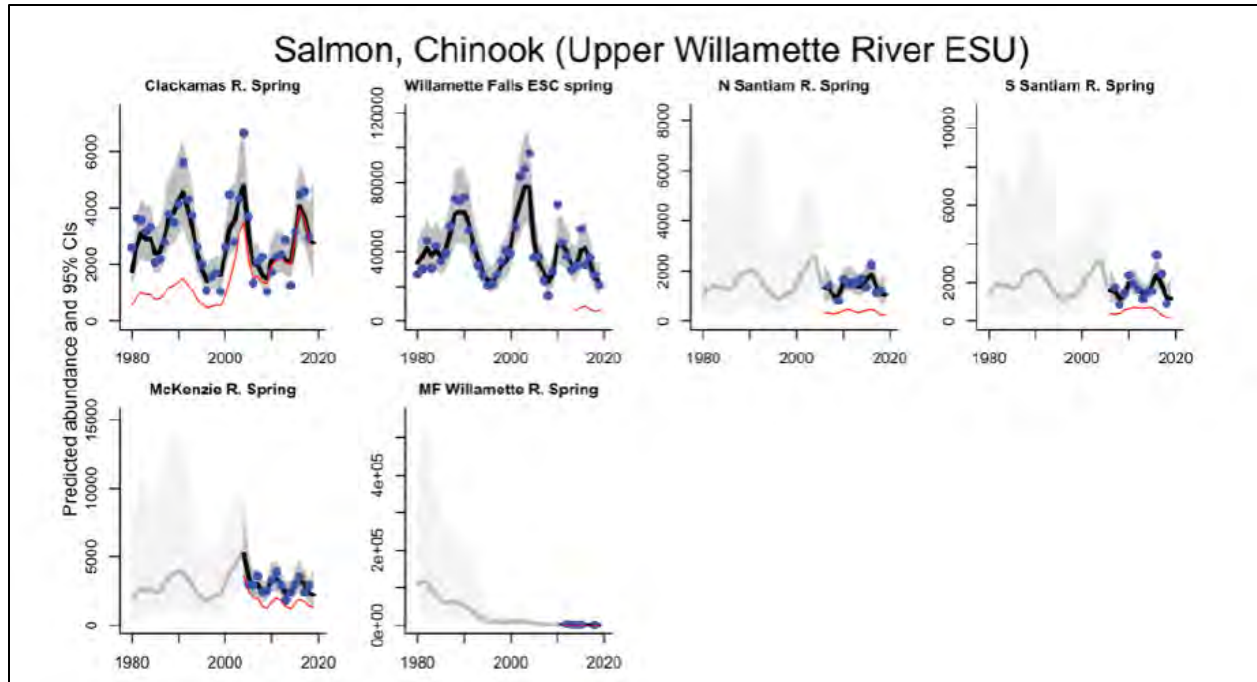 Salmon, Chinook (Upper Willamette River ESU)
Clackamas R. Spring
Willamette Falls ESC spring
N Santiam R. Spring
S Santiam R. Spring
0 2000 4000 6000
0 40000 80000 120000
0 2000 4000 6000 8000
0 2000 6000 10000
1980 2000 2020
1980 2000 2020
1980 2000 2020
1980 2000 2020
Predicted abundance and 95% CIs
McKenzie R. Spring
MF Willamette R. Spring
0 5000 10000 15000
0e+00 2e+05 4e+05
1980 2000 2020
1980 2000 2020